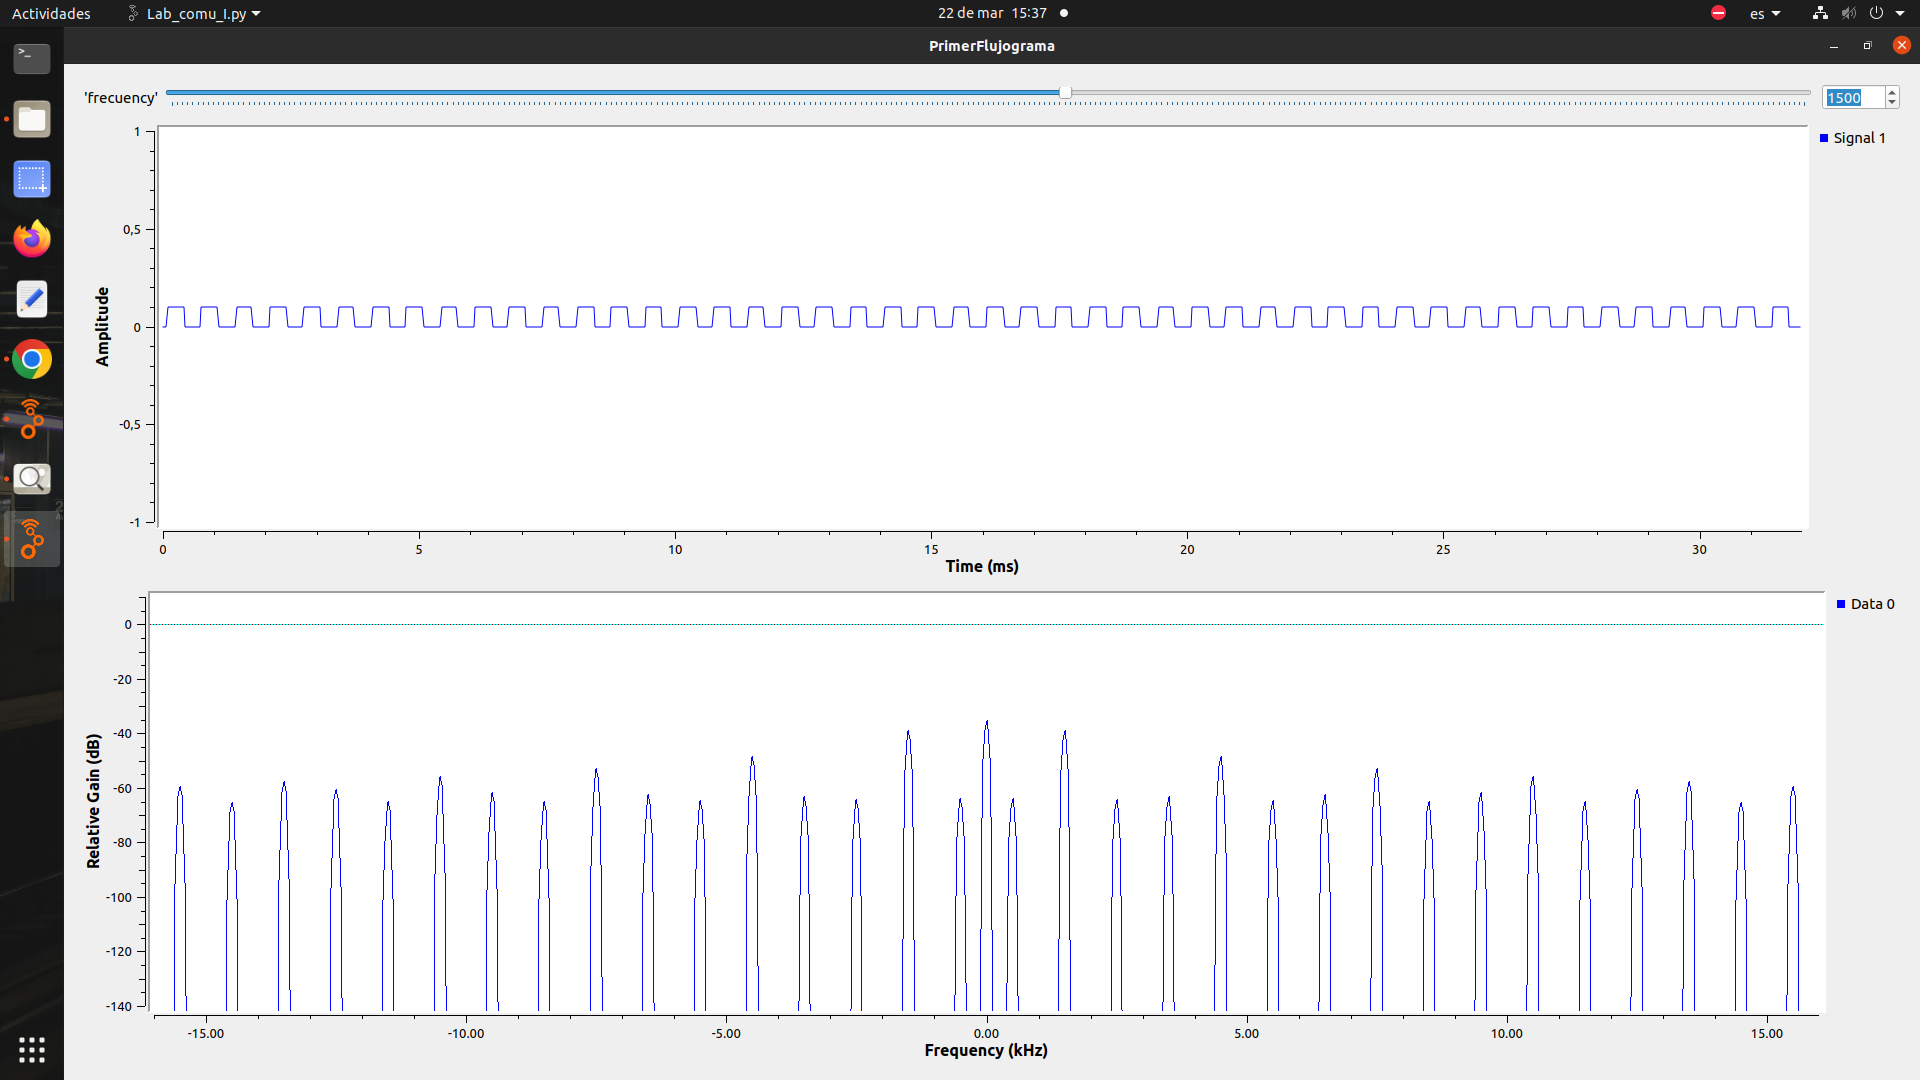 Actividades Lab_comu_I.py 22 de mar 15:37 es
PrimerFlujograma
'frecuency' 1500
Signal 1
1
0,5
0
-0,5
-1
Amplitude
0 5 10 15 20 25 30
Time (ms)
Data 0
0
-20
-40
-60
-80
-100
-120
-140
Relative Gain (dB)
-15.00 -10.00 -5.00 0.00 5.00 10.00 15.00
Frequency (kHz)